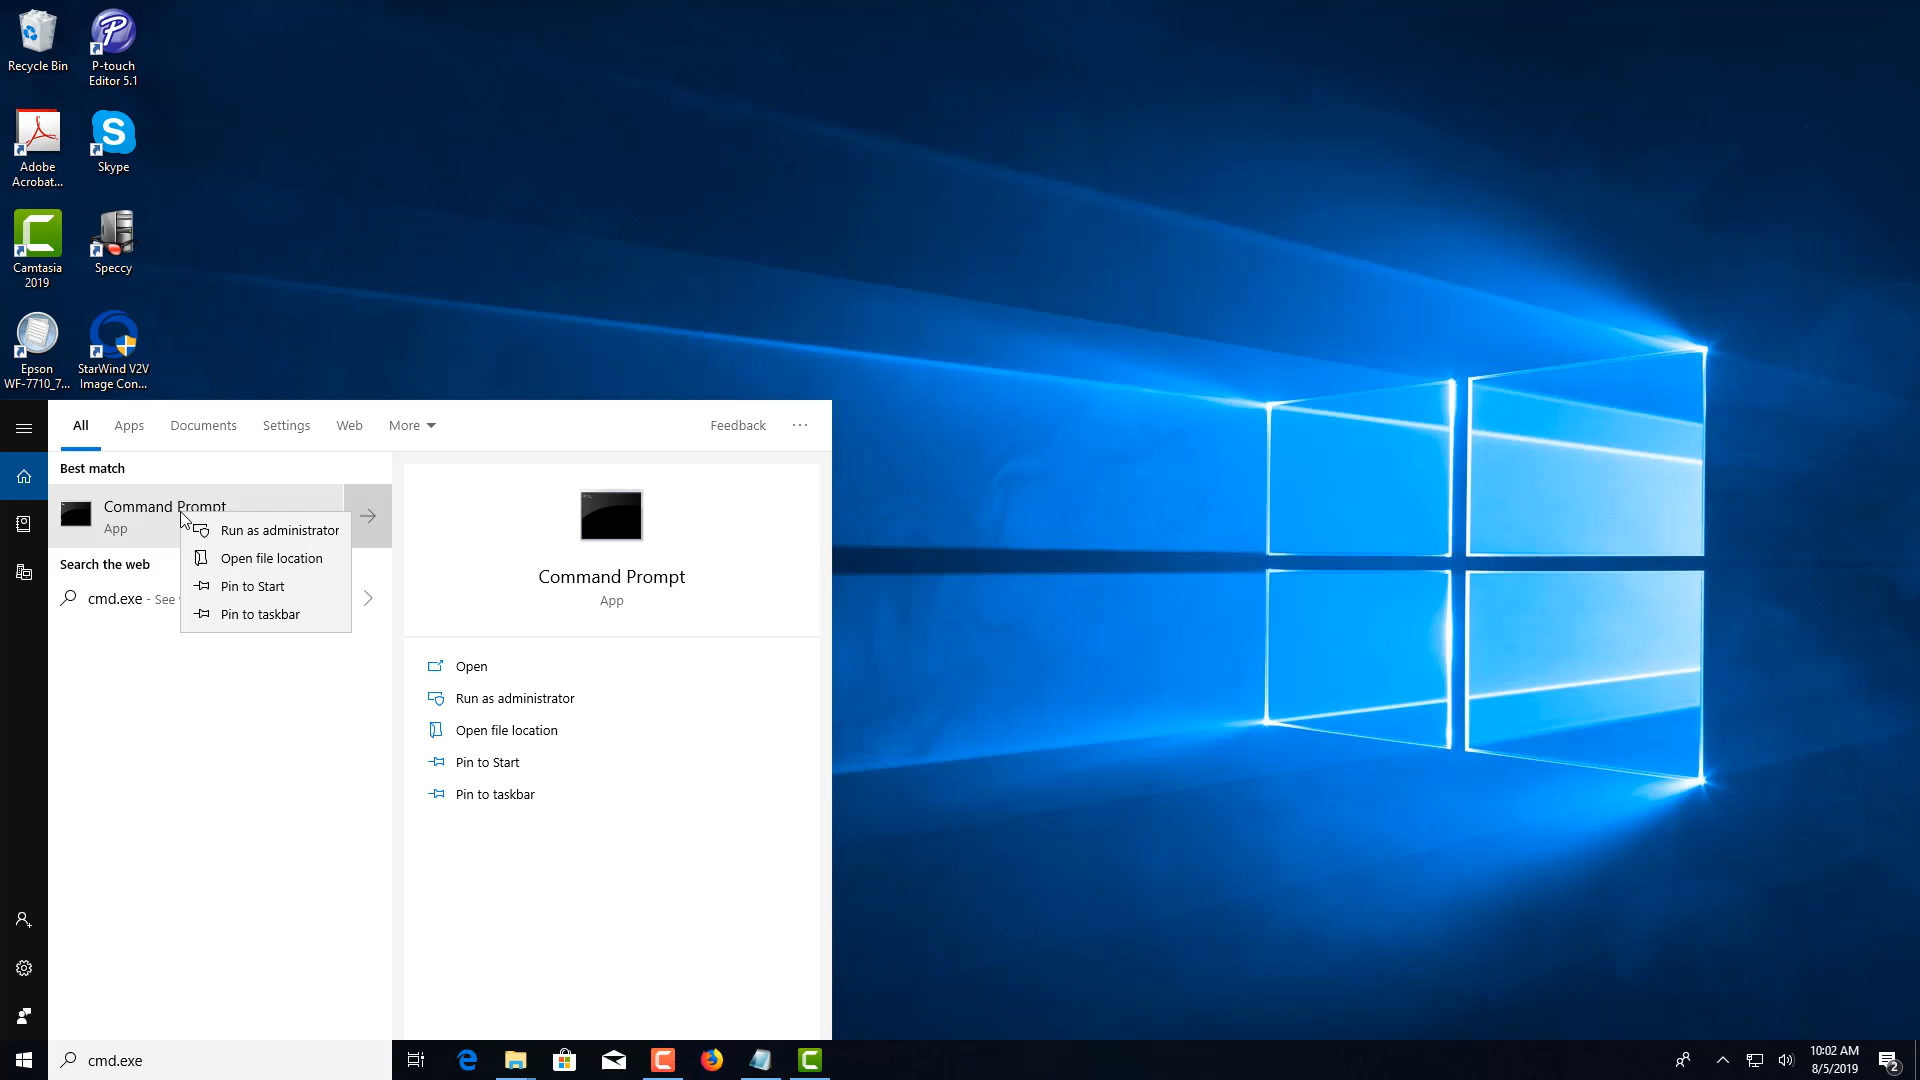 Recycle Bin
P-touch
Editor 5.1
Adobe
Acrobat...
Skype
Camtasia
2019
Speccy
Epson
WF-7710_7...
StarWind V2V
Image Con...
All
Apps
Documents
Settings
Web
More
Feedback
Best match
Command Prompt
App
Run as administrator
Open file location
Pin to Start
Pin to taskbar
Search the web
cmd.exe - See
Command Prompt
App
Open
Run as administrator
Open file location
Pin to Start
Pin to taskbar
cmd.exe
10:02 AM
8/5/2019
2